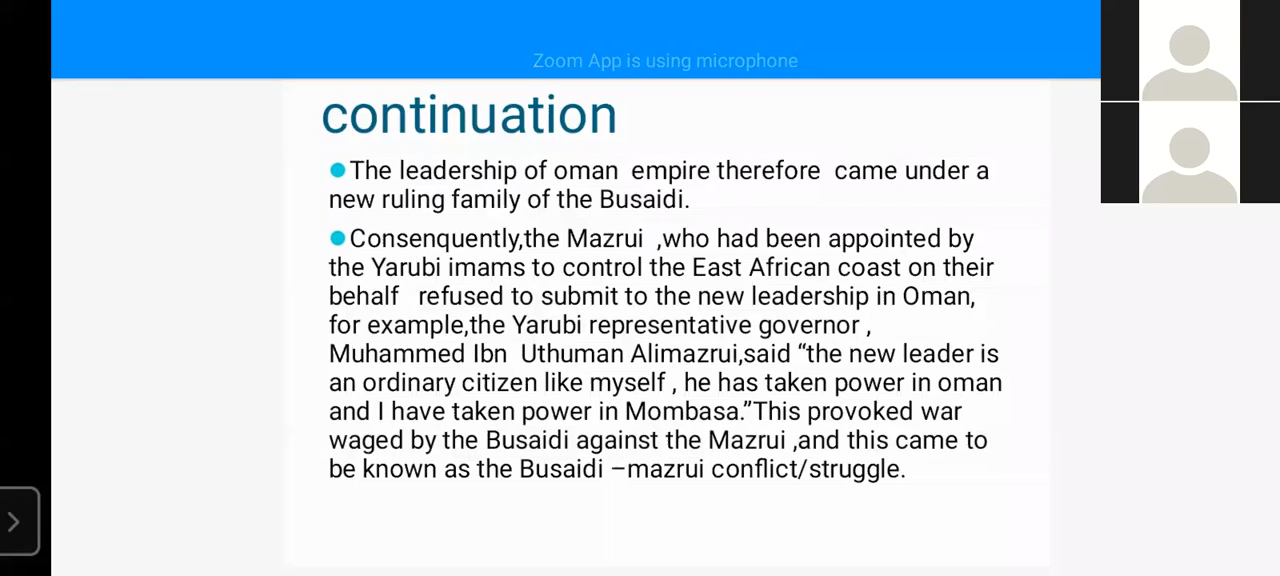 Zoom App is using microphone
continuation
The leadership of oman empire therefore came under a
new ruling family of the Busaidi.
Consenquently,the Mazrui ,who had been appointed by
the Yarubi imams to control the East African coast on their
behalf refused to submit to the new leadership in Oman,
for example,the Yarubi representative governor ,
Muhammed Ibn Uthuman Alimazrui,said “the new leader is
an ordinary citizen like myself , he has taken power in oman
and I have taken power in Mombasa.”This provoked war
waged by the Busaidi against the Mazrui ,and this came to
be known as the Busaidi –mazrui conflict/struggle.